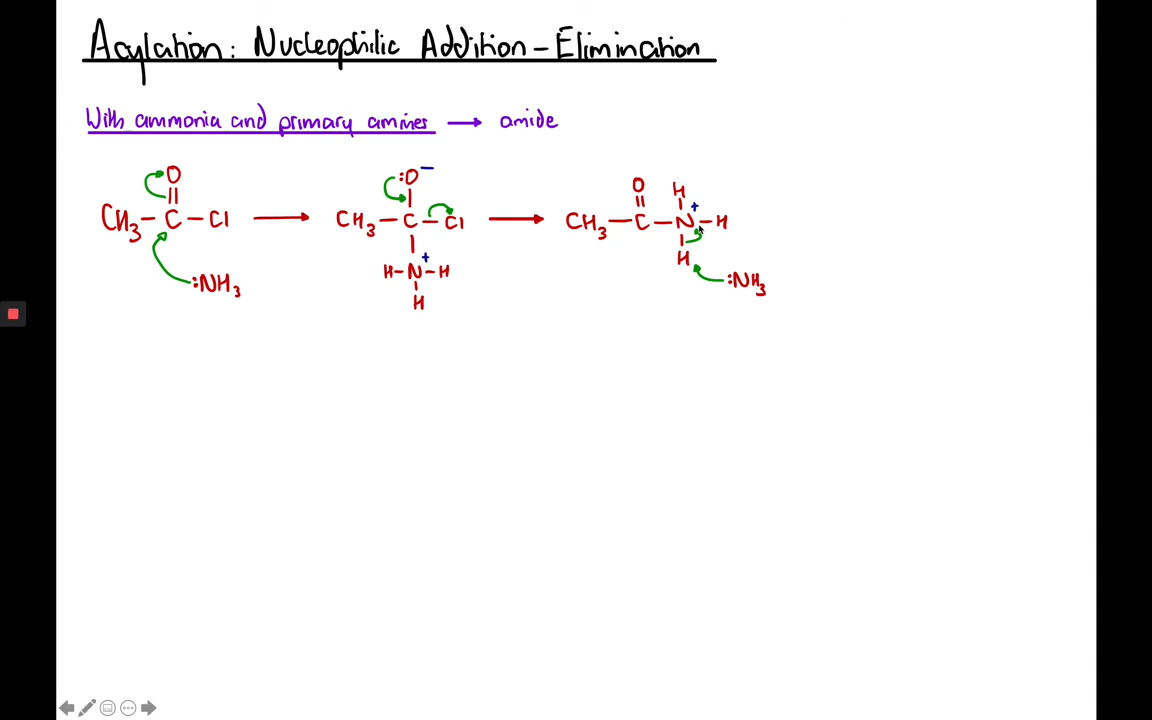 Acylation: Nucleophilic Addition-Elimination
With ammonia and primary amines → amide
O :O⁻ O H
CH₃-C-Cl → CH₃-C-Cl → CH₃-C-N⁺-H
H-N⁺-H H
:NH₃ H :NH₃